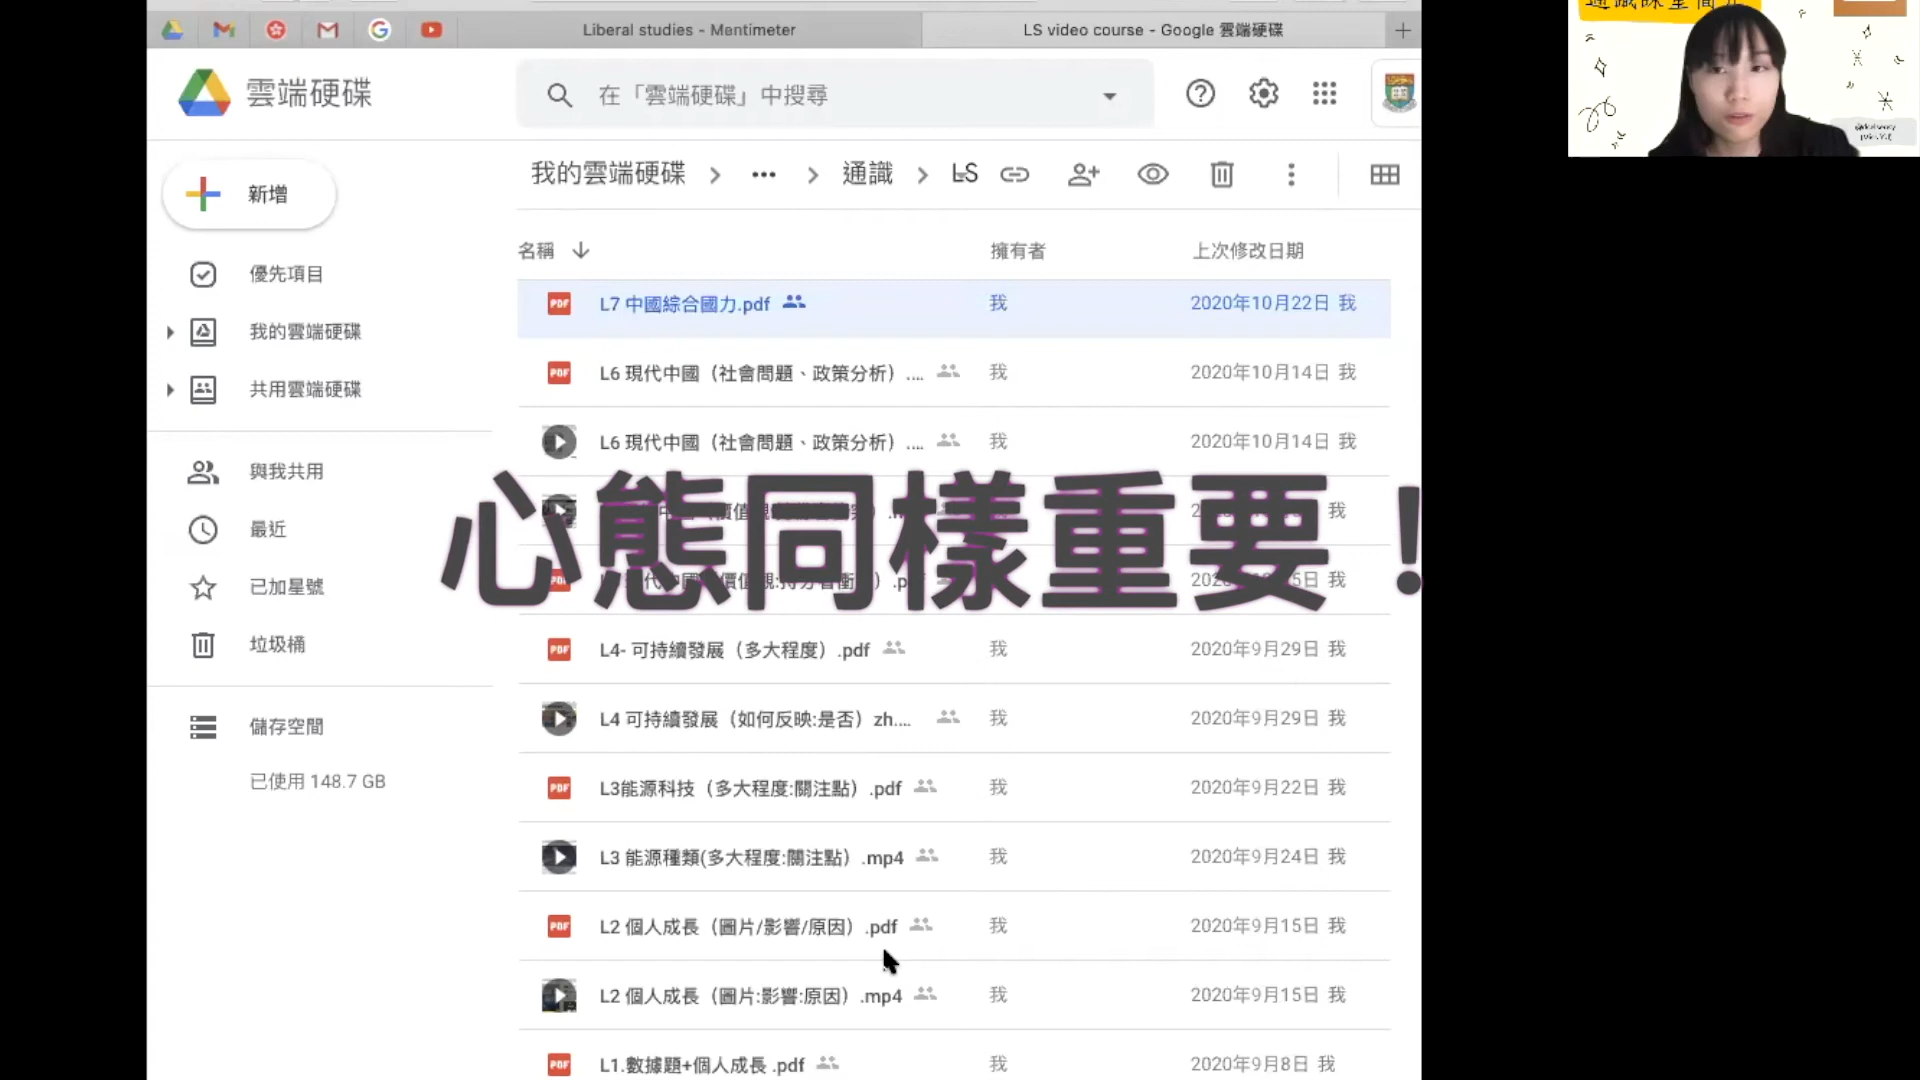 Liberal studies - Mentimeter
LS video course - Google 雲端硬碟
雲端硬碟
在「雲端硬碟」中搜尋
新增
我的雲端硬碟 > ... > 通識 > LS
優先項目
我的雲端硬碟
共用雲端硬碟
與我共用
最近
已加星號
垃圾桶
儲存空間
已使用 148.7 GB
名稱 擁有者 上次修改日期
L7 中國綜合國力.pdf 我 2020年10月22日 我
L6 現代中國（社會問題、政策分析）.... 我 2020年10月14日 我
L6 現代中國（社會問題、政策分析）.... 我 2020年10月14日 我
心態同樣重要！
L4- 可持續發展（多大程度）.pdf 我 2020年9月29日 我
L4 可持續發展（如何反映:是否）zh.... 我 2020年9月29日 我
L3能源科技（多大程度:關注點）.pdf 我 2020年9月22日 我
L3 能源種類(多大程度:關注點）.mp4 我 2020年9月24日 我
L2 個人成長（圖片/影響/原因）.pdf 我 2020年9月15日 我
L2 個人成長（圖片:影響:原因）.mp4 我 2020年9月15日 我
L1.數據題+個人成長 .pdf 我 2020年9月8日 我